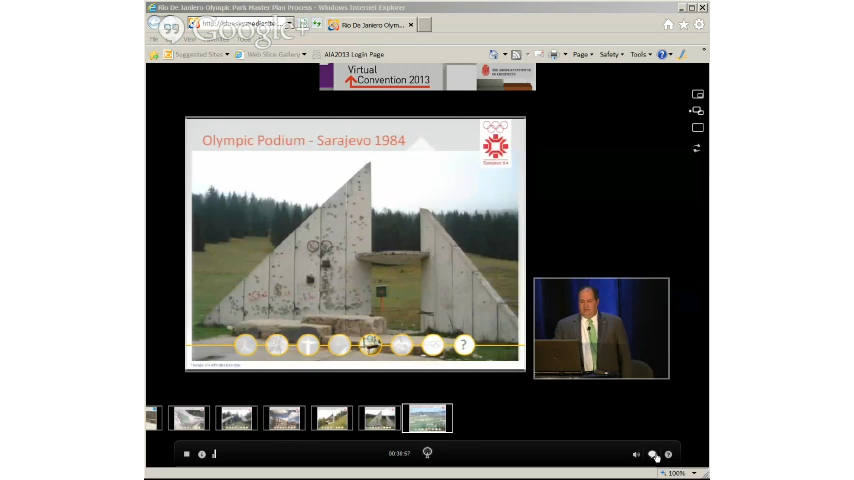 Rio De Janiero Olympic Park Master Plan Process - Windows Internet Explorer
Google+
Rio De Janiero Olym...
Suggested Sites
Web Slice Gallery
AIA2013 Login Page
Page
Safety
Tools
Virtual
Convention 2013
Olympic Podium - Sarajevo 1984
Sarajevo 84
?
00:38:57
100%